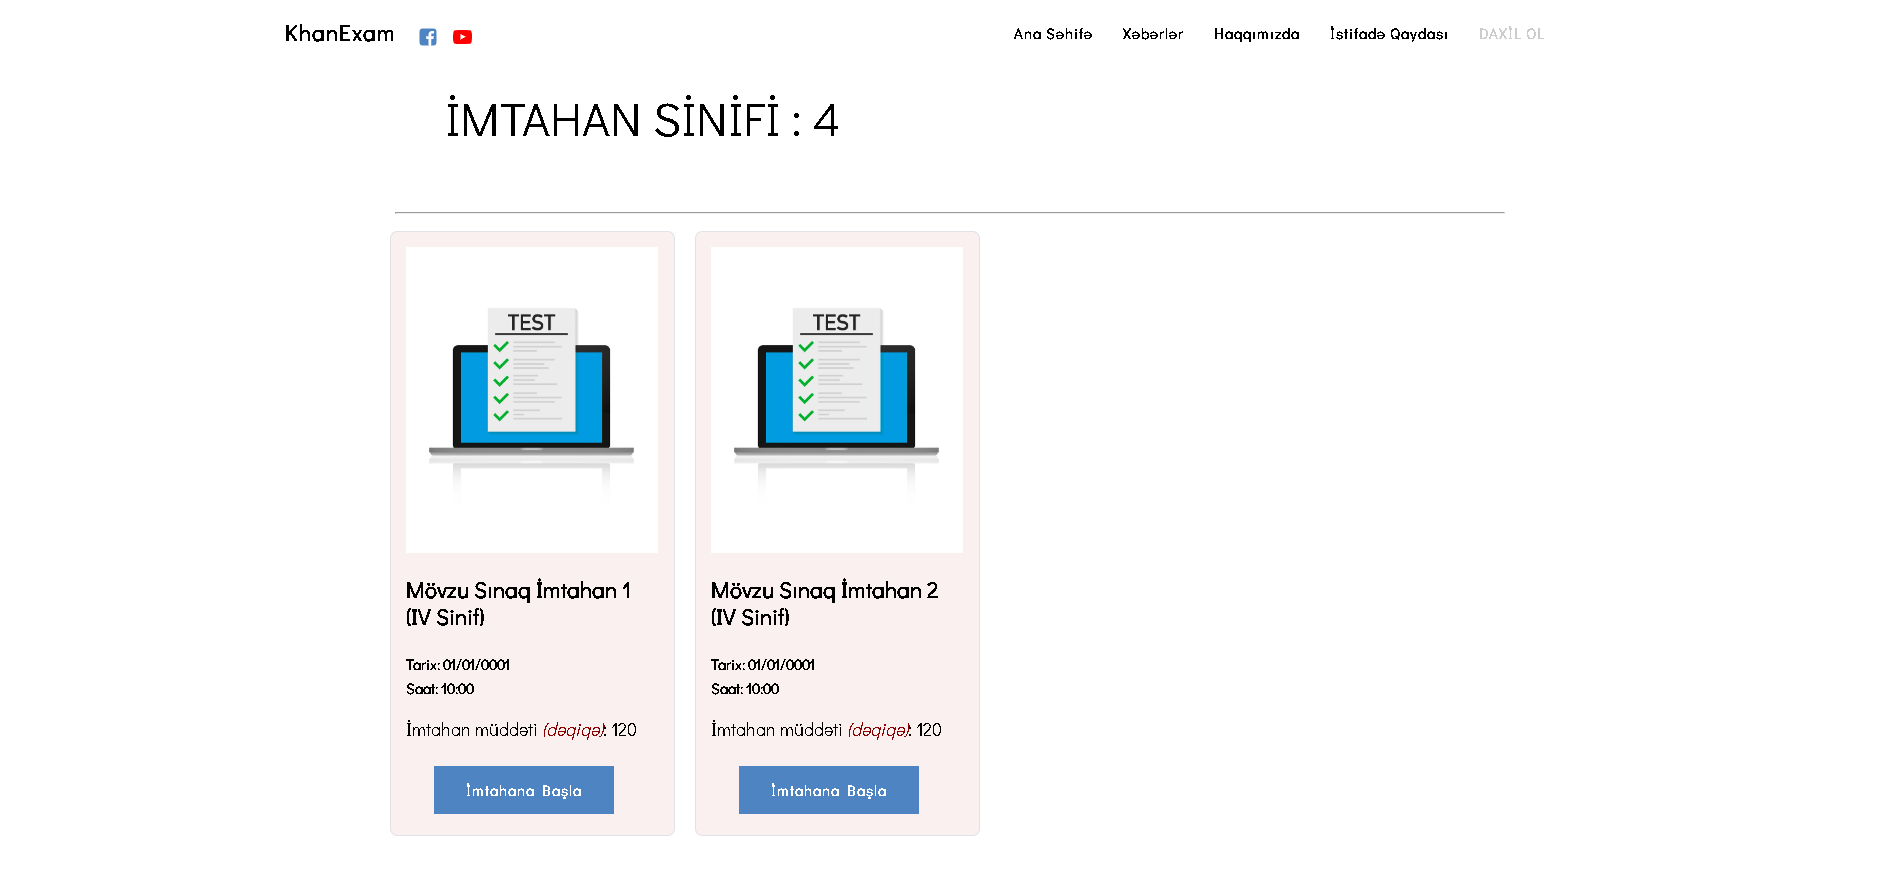 KhanExam
Ana Səhifə Xəbərlər Haqqımızda İstifadə Qaydası DAXİL OL
İMTAHAN SİNİFİ : 4
TEST
Mövzu Sınaq İmtahan 1
(IV Sinif)
Tarix: 01/01/0001
Saat: 10:00
İmtahan müddəti (dəqiqə): 120
İmtahana Başla
TEST
Mövzu Sınaq İmtahan 2
(IV Sinif)
Tarix: 01/01/0001
Saat: 10:00
İmtahan müddəti (dəqiqə): 120
İmtahana Başla